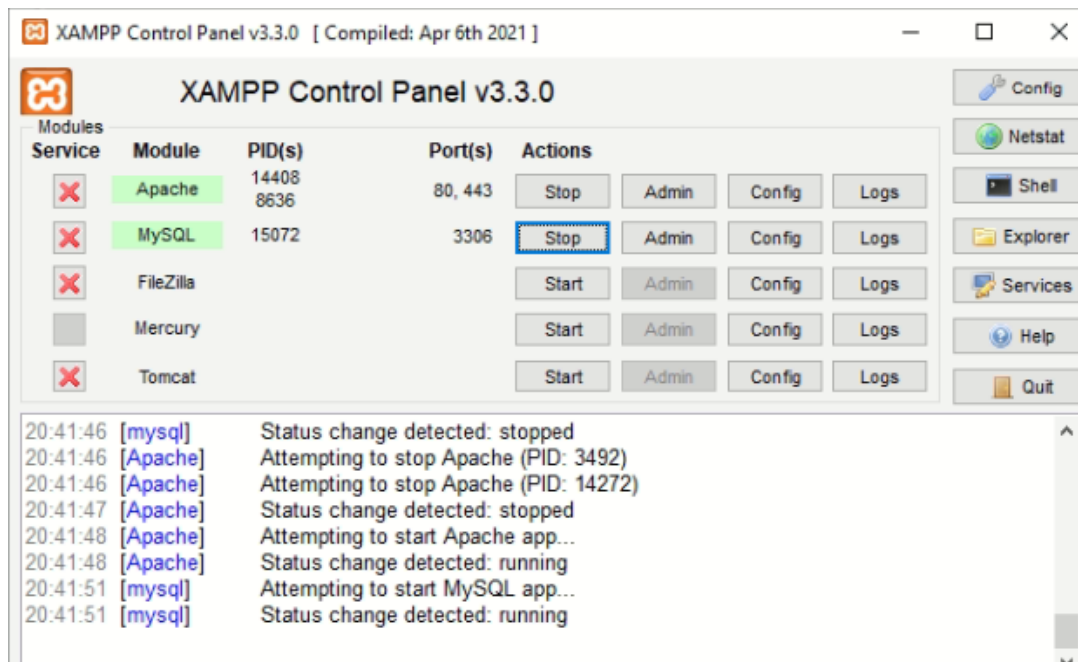 XAMPP Control Panel v3.3.0 [ Compiled: Apr 6th 2021 ]
XAMPP Control Panel v3.3.0
Config
Modules
Service Module PID(s) Port(s) Actions
Netstat
Apache 14408 8636 80, 443 Stop Admin Config Logs
Shell
MySQL 15072 3306 Stop Admin Config Logs
Explorer
FileZilla Start Admin Config Logs
Services
Mercury Start Admin Config Logs
Help
Tomcat Start Admin Config Logs
Quit
20:41:46 [mysql] Status change detected: stopped
20:41:46 [Apache] Attempting to stop Apache (PID: 3492)
20:41:46 [Apache] Attempting to stop Apache (PID: 14272)
20:41:47 [Apache] Status change detected: stopped
20:41:48 [Apache] Attempting to start Apache app...
20:41:48 [Apache] Status change detected: running
20:41:51 [mysql] Attempting to start MySQL app...
20:41:51 [mysql] Status change detected: running